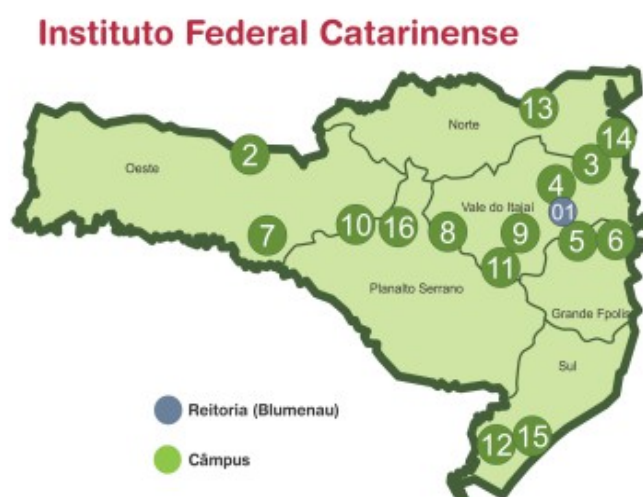 Instituto Federal Catarinense
13
Norte
14
2
3
Oeste
4
Vale do Itajaí
01
7
10
16
8
9
5
6
11
Planalto Serrano
Grande Fpolis
Sul
Reitoria (Blumenau)
12
15
Câmpus